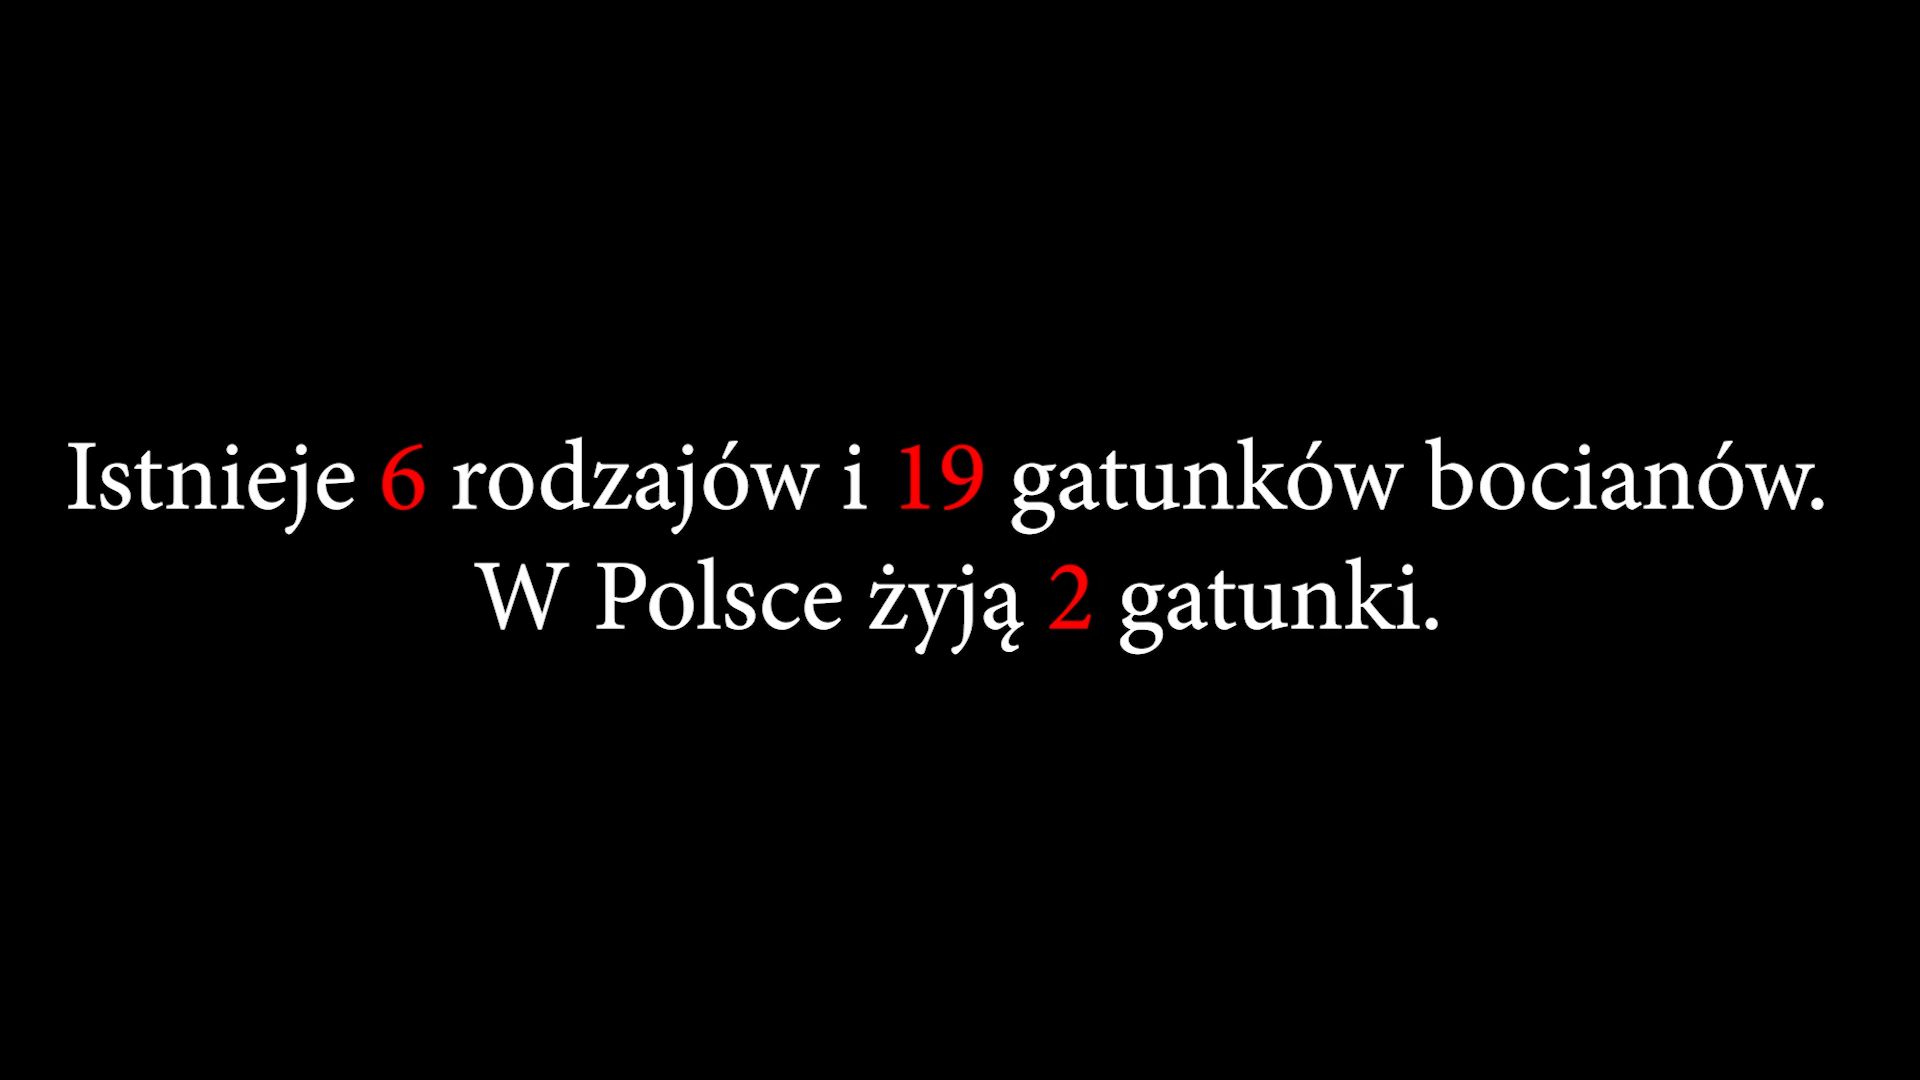 Istnieje 6 rodzajów i 19 gatunków bocianów.
W Polsce żyją 2 gatunki.